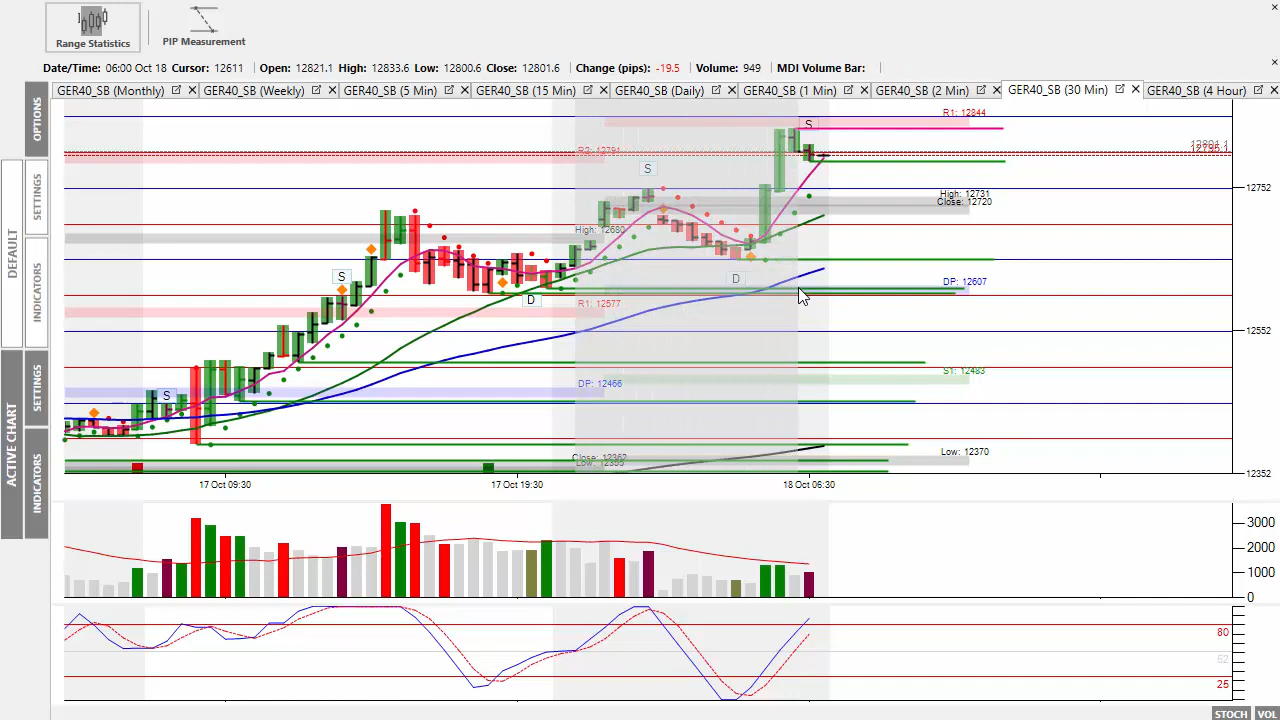 Range Statistics
PIP Measurement
Date/Time: 06:00 Oct 18 Cursor: 12611 Open: 12821.1 High: 12833.6 Low: 12800.6 Close: 12801.6 Change (pips): -19.5 Volume: 949 MDI Volume Bar:
GER40_SB (Monthly) GER40_SB (Weekly) GER40_SB (5 Min) GER40_SB (15 Min) GER40_SB (Daily) GER40_SB (1 Min) GER40_SB (2 Min) GER40_SB (30 Min) GER40_SB (4 Hour)
OPTIONS
DEFAULT
SETTINGS
INDICATORS
ACTIVE CHART
SETTINGS
INDICATORS
R1: 12844
S
R2: 12791
S
12752
High: 12731
Close: 12720
High: 12680
S
D
DP: 12607
D
R1: 12577
12552
S1: 12483
DP: 12466
S
Low: 12370
Close: 12362
12352
17 Oct 09:30
17 Oct 19:30
18 Oct 06:30
3000
2000
1000
0
80
52
25
STOCH VOL